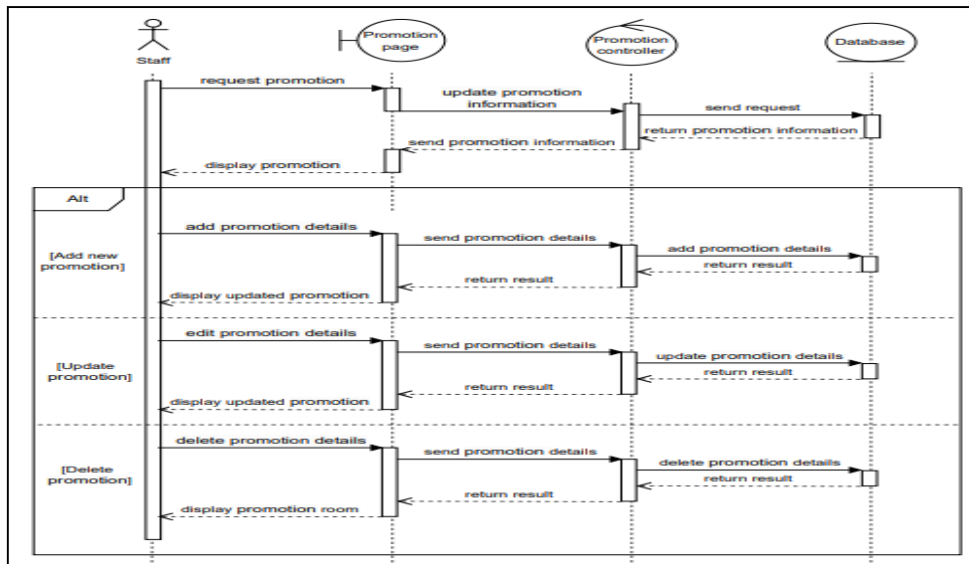 Promotion
page
Promotion
controller
Database
Staff
request promotion
update promotion
information
send request
return promotion information
send promotion information
display promotion
Alt
add promotion details
send promotion details
add promotion details
[Add new
promotion]
return result
return result
display updated promotion
edit promotion details
send promotion details
update promotion details
[Update
promotion]
return result
return result
display updated promotion
delete promotion details
send promotion details
delete promotion details
[Delete
promotion]
return result
return result
display promotion room